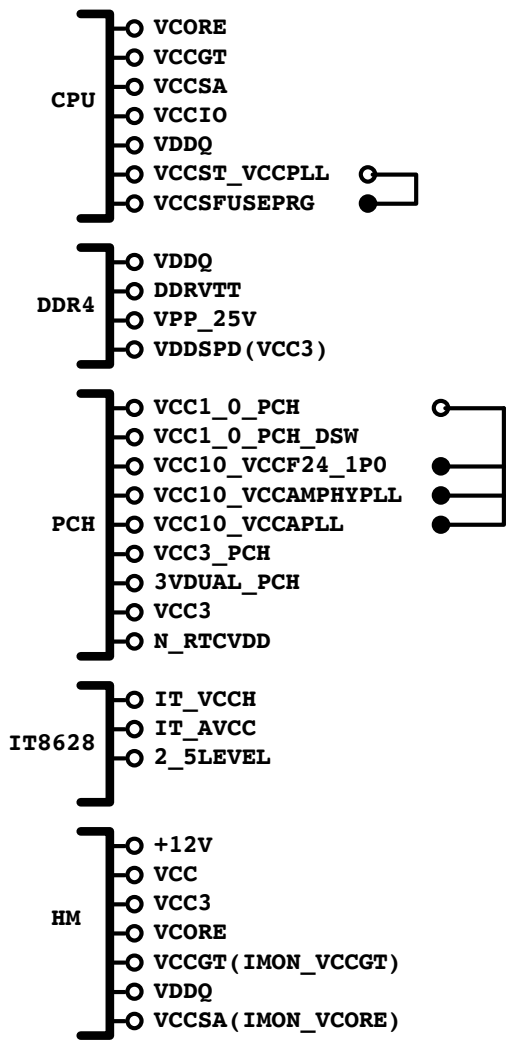 VCORE
VCCGT
VCCSA
CPU
VCCIO
VDDQ
VCCST_VCCPLL
VCCSFUSEPRG
VDDQ
DDRVTT
DDR4
VPP_25V
VDDSPD(VCC3)
VCC1_0_PCH
VCC1_0_PCH_DSW
VCC10_VCCF24_1P0
VCC10_VCCAMPHYPLL
PCH
VCC10_VCCAPLL
VCC3_PCH
3VDUAL_PCH
VCC3
N_RTCVDD
IT_VCCH
IT8628
IT_AVCC
2_5LEVEL
+12V
VCC
VCC3
HM
VCORE
VCCGT(IMON_VCCGT)
VDDQ
VCCSA(IMON_VCORE)